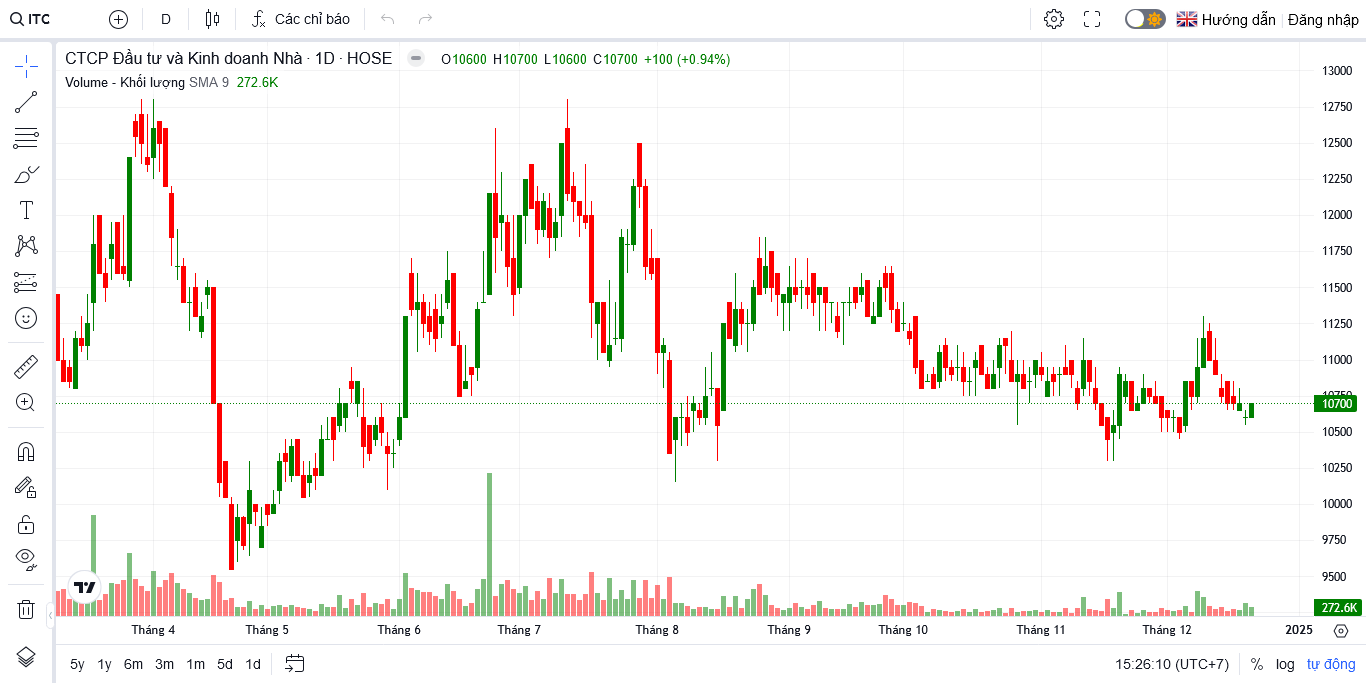 ITC D Các chỉ báo Hướng dẫn Đăng nhập
CTCP Đầu tư và Kinh doanh Nhà · 1D · HOSE O10600 H10700 L10600 C10700 +100 (+0.94%)
Volume - Khối lượng SMA 9 272.6K
13000
12750
12500
12250
12000
11750
11500
11250
11000
10750
10700
10500
10250
10000
9750
9500
272.6K
Tháng 4 Tháng 5 Tháng 6 Tháng 7 Tháng 8 Tháng 9 Tháng 10 Tháng 11 Tháng 12 2025
5y 1y 6m 3m 1m 5d 1d 15:26:10 (UTC+7) % log tự động